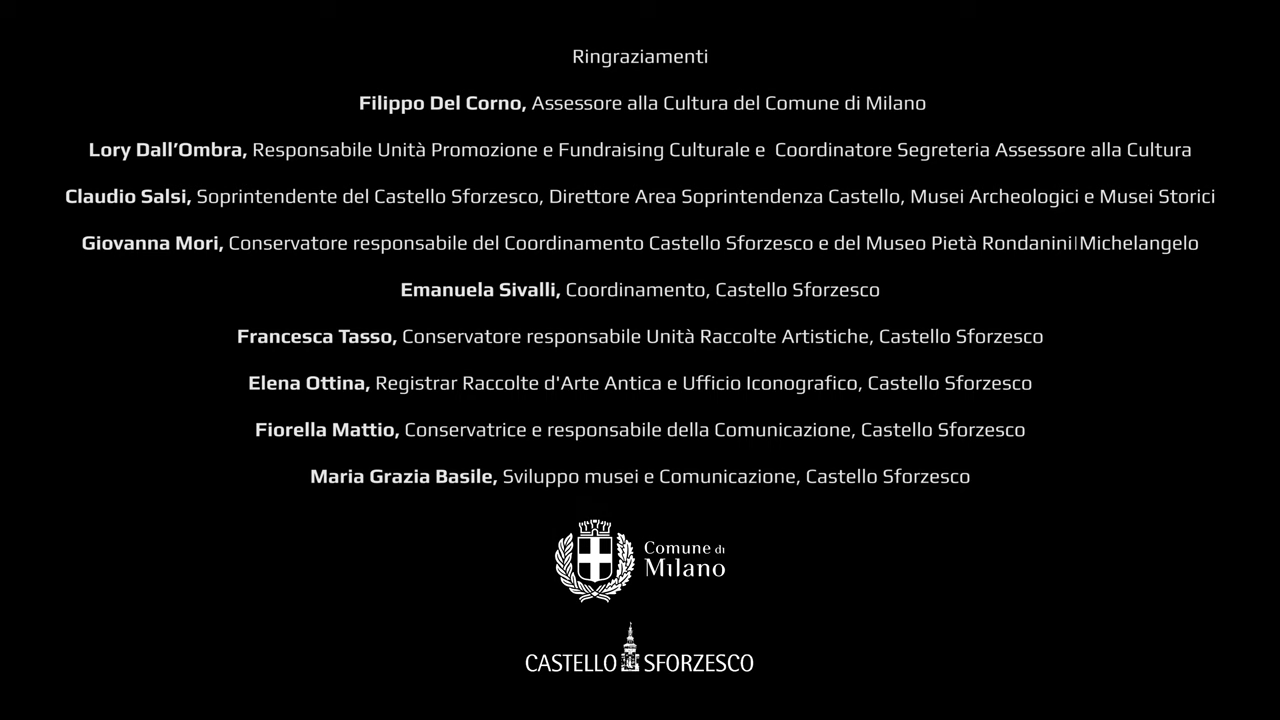 Ringraziamenti
Filippo Del Corno, Assessore alla Cultura del Comune di Milano
Lory Dall’Ombra, Responsabile Unità Promozione e Fundraising Culturale e  Coordinatore Segreteria Assessore alla Cultura
Claudio Salsi, Soprintendente del Castello Sforzesco, Direttore Area Soprintendenza Castello, Musei Archeologici e Musei Storici
Giovanna Mori, Conservatore responsabile del Coordinamento Castello Sforzesco e del Museo Pietà Rondanini|Michelangelo
Emanuela Sivalli, Coordinamento, Castello Sforzesco
Francesca Tasso, Conservatore responsabile Unità Raccolte Artistiche, Castello Sforzesco
Elena Ottina, Registrar Raccolte d'Arte Antica e Ufficio Iconografico, Castello Sforzesco
Fiorella Mattio, Conservatrice e responsabile della Comunicazione, Castello Sforzesco
Maria Grazia Basile, Sviluppo musei e Comunicazione, Castello Sforzesco
Comune di
Milano
CASTELLO SFORZESCO